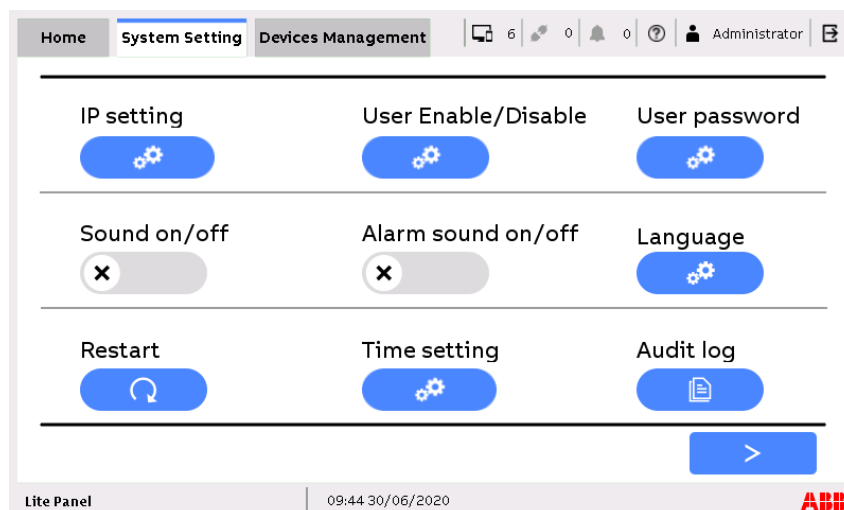 Home System Setting Devices Management 6 0 0 Administrator
IP setting User Enable/Disable User password
Sound on/off Alarm sound on/off Language
Restart Time setting Audit log
>
Lite Panel 09:44 30/06/2020 ABB